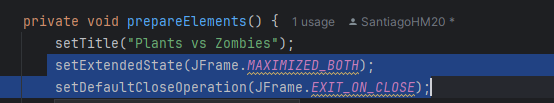 private void prepareElements() { 1 usage SantiagoHM20 *
setTitle("Plants vs Zombies");
setExtendedState(JFrame.MAXIMIZED_BOTH);
setDefaultCloseOperation(JFrame.EXIT_ON_CLOSE);